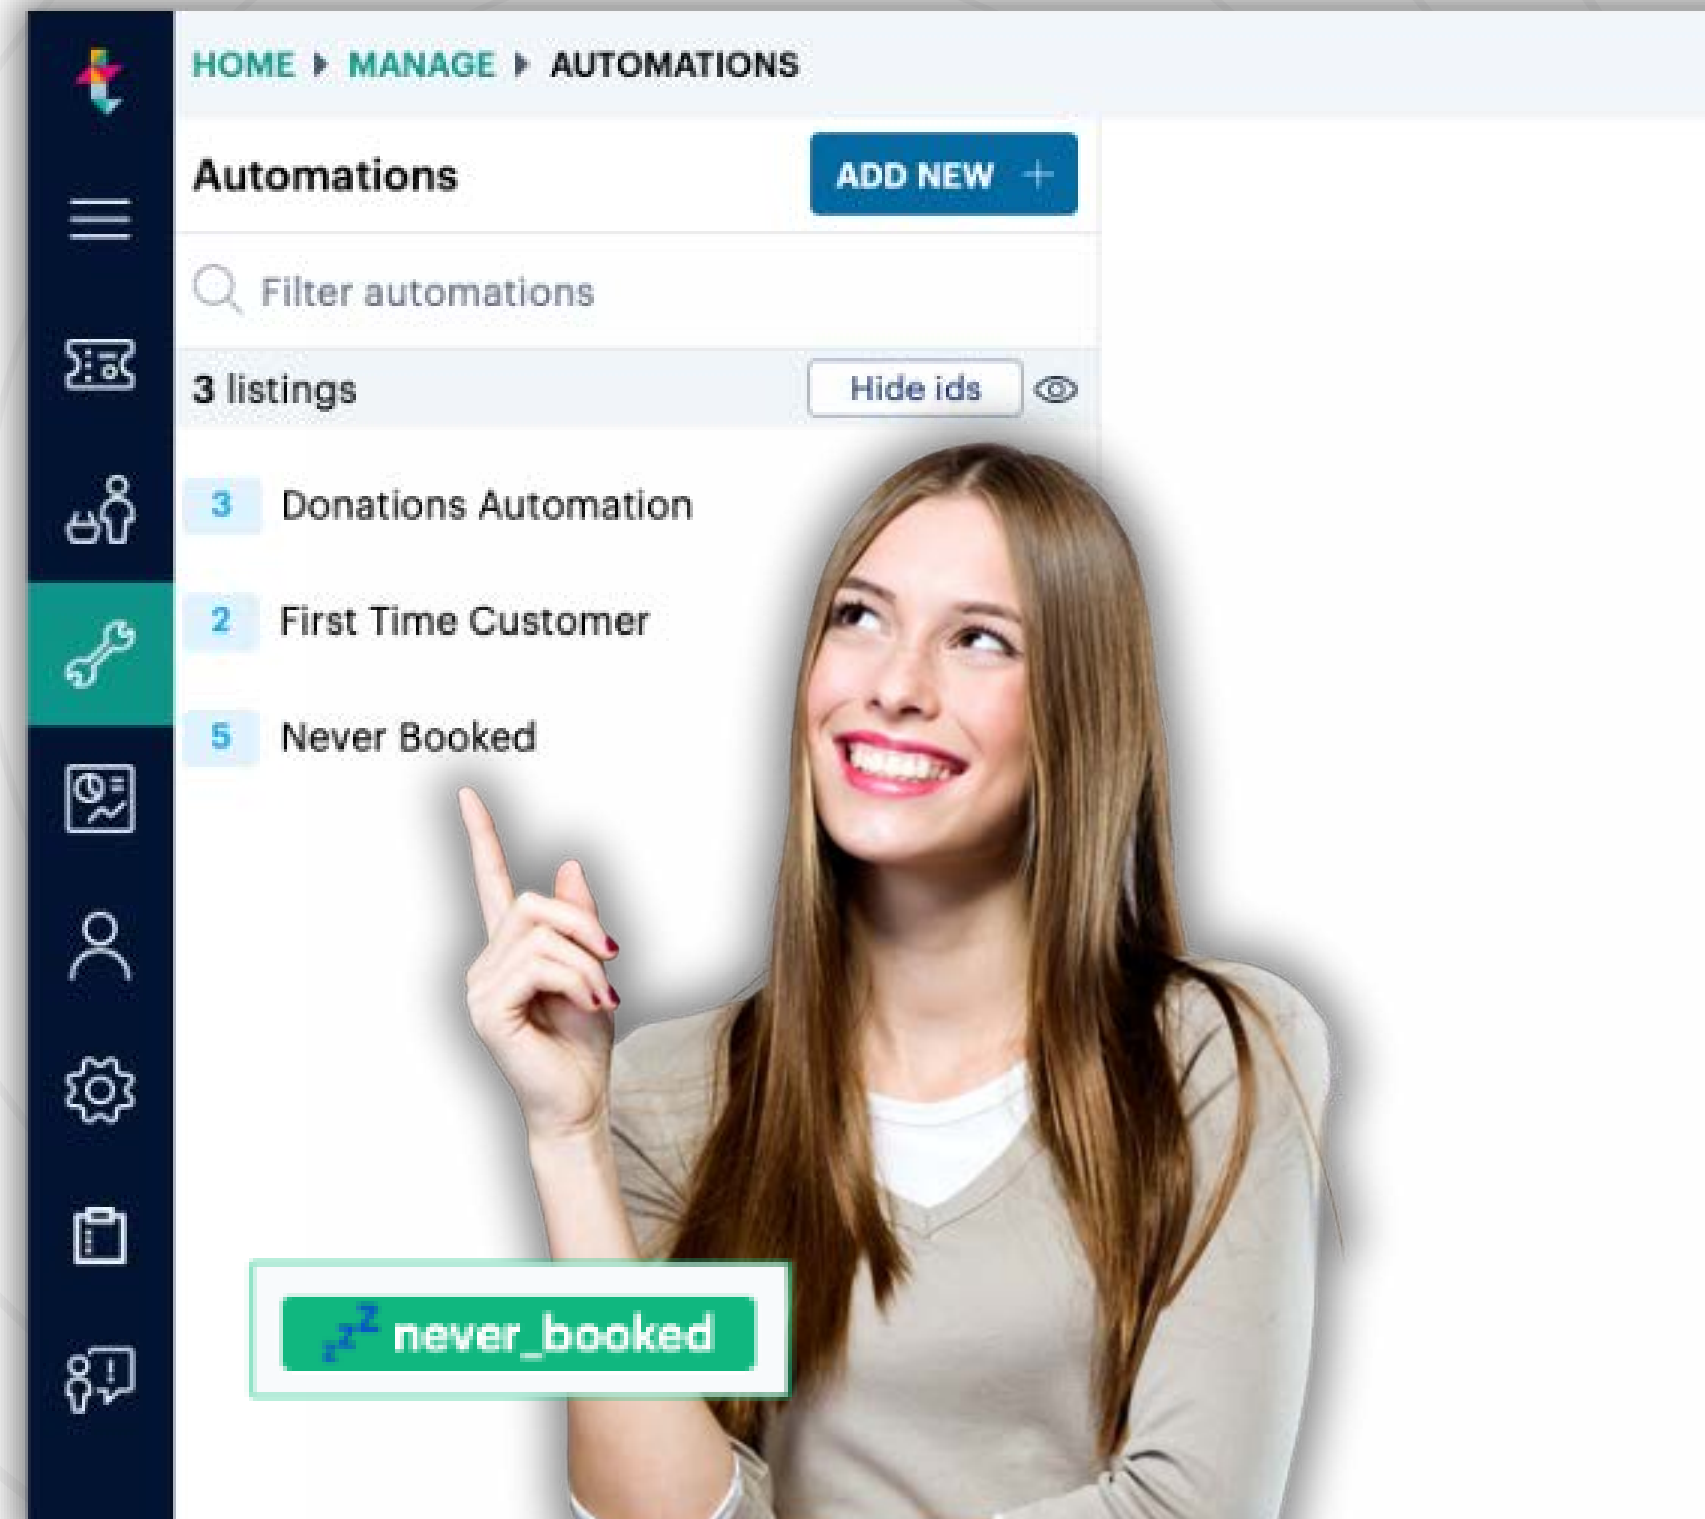 HOME MANAGE AUTOMATIONS
Automations
ADD NEW +
Filter automations
3 listings
Hide ids
3 Donations Automation
2 First Time Customer
5 Never Booked
zzz never_booked